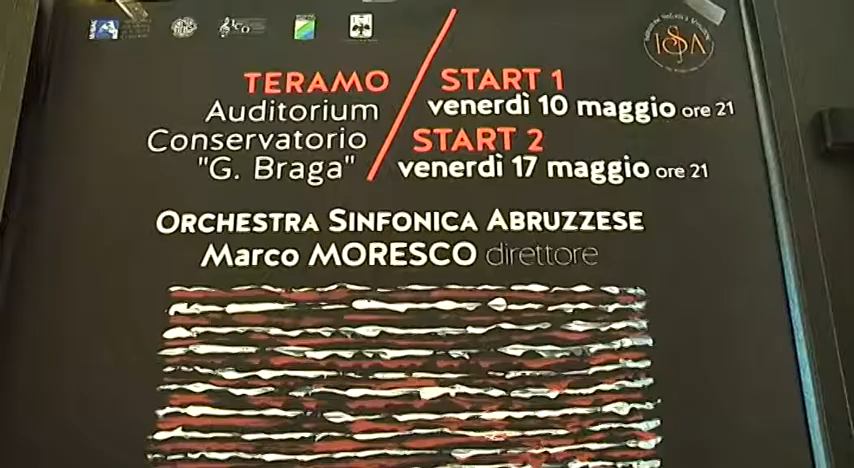 TERAMO
Auditorium
Conservatorio
"G. Braga"
START 1
venerdì 10 maggio ore 21
START 2
venerdì 17 maggio ore 21
ORCHESTRA SINFONICA ABRUZZESE
Marco MORESCO direttore